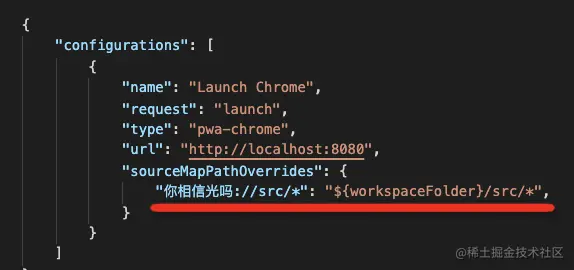 {
"configurations": [
{
"name": "Launch Chrome",
"request": "launch",
"type": "pwa-chrome",
"url": "http://localhost:8080",
"sourceMapPathOverrides": {
"你相信光吗://src/*": "${workspaceFolder}/src/*",
}
}
]
@稀土掘金技术社区